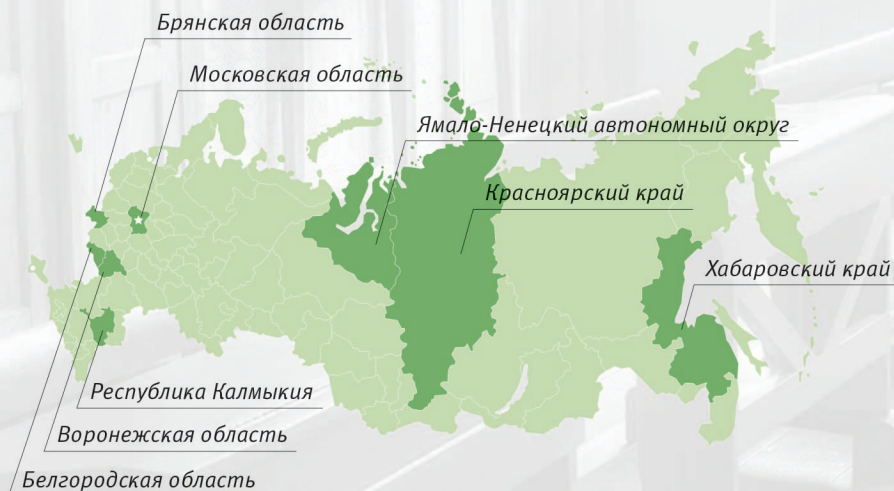 Брянская область
Московская область
Ямало-Ненецкий автономный округ
Красноярский край
Хабаровский край
Республика Калмыкия
Воронежская область
Белгородская область